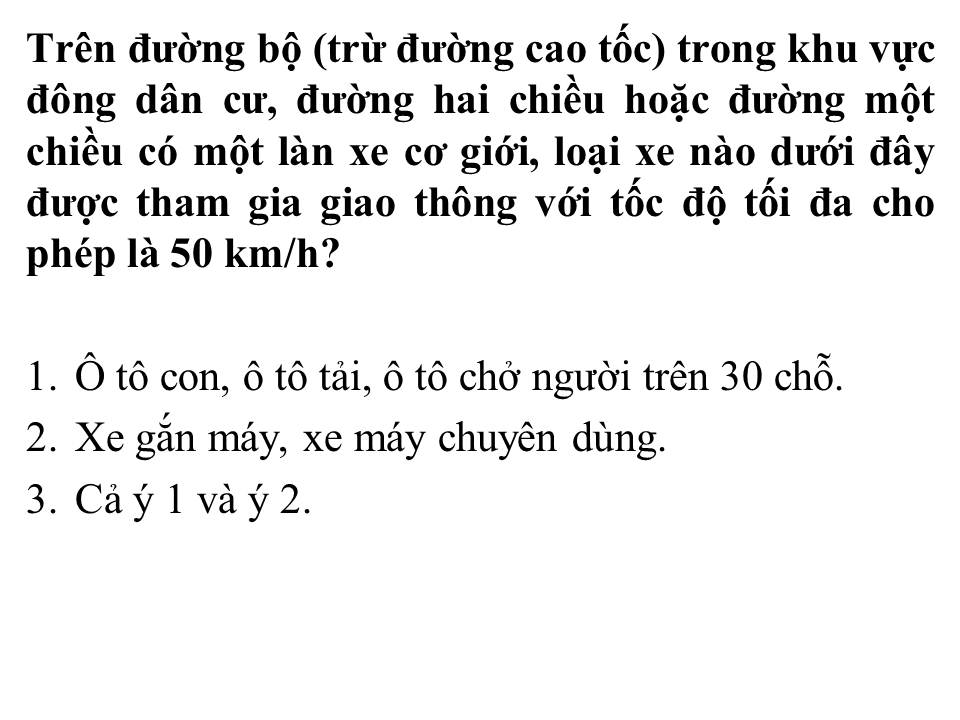 Trên đường bộ (trừ đường cao tốc) trong khu vực
đông dân cư, đường hai chiều hoặc đường một
chiều có một làn xe cơ giới, loại xe nào dưới đây
được tham gia giao thông với tốc độ tối đa cho
phép là 50 km/h?
1. Ô tô con, ô tô tải, ô tô chở người trên 30 chỗ.
2. Xe gắn máy, xe máy chuyên dùng.
3. Cả ý 1 và ý 2.